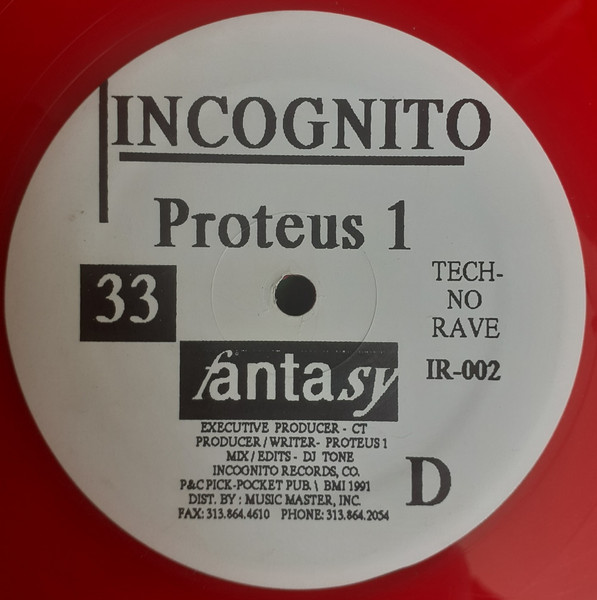 INCOGNITO
Proteus 1
33
TECH-
NO
RAVE
fantasy
IR-002
EXECUTIVE PRODUCER - CT
PRODUCER / WRITER- PROTEUS 1
MIX / EDITS - DJ TONE
INCOGNITO RECORDS, CO.
P&C PICK-POCKET PUB. \ BMI 1991
DIST. BY : MUSIC MASTER, INC.
FAX: 313.864.4610 PHONE: 313.864.2054
D